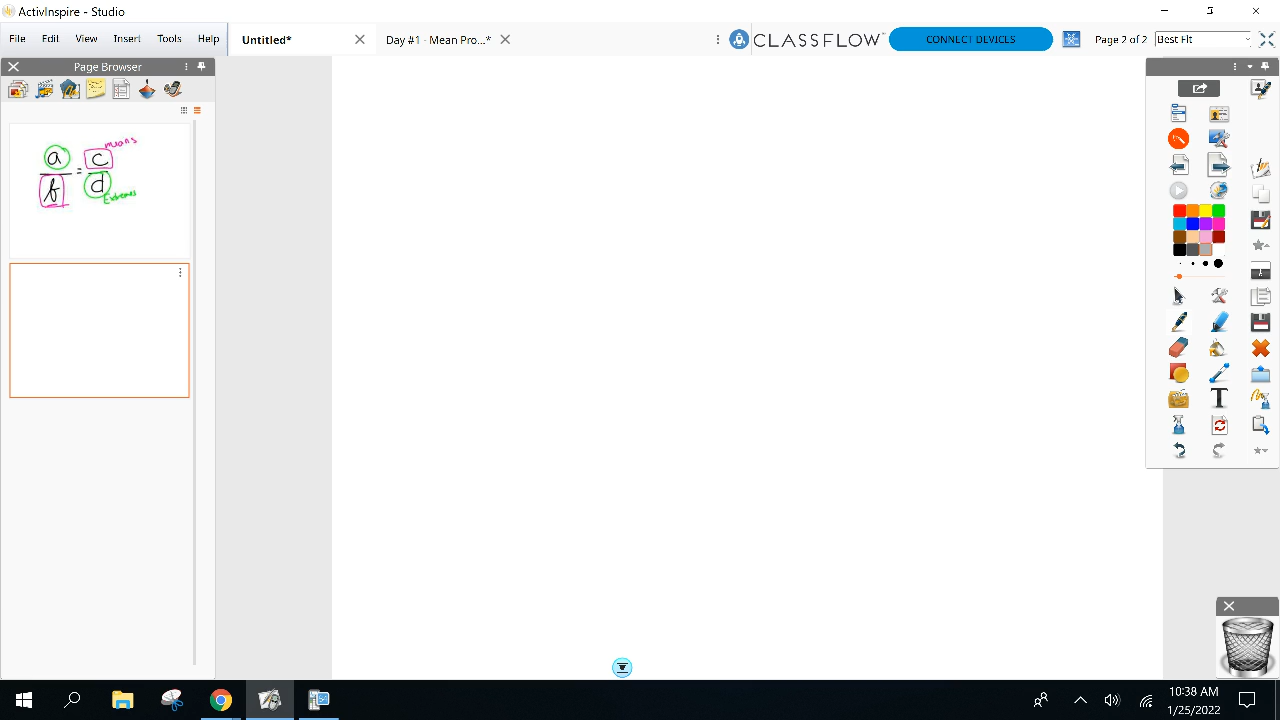 ActivInspire - Studio
File Edit View Insert Tools Help
Untitled*
Day #1 - Mean Pro...*
CLASSFLOW
CONNECT DEVICES
Page 2 of 2
Best Fit
Page Browser
a
b
=
c
d
means
Extremes
T
10:38 AM
1/25/2022